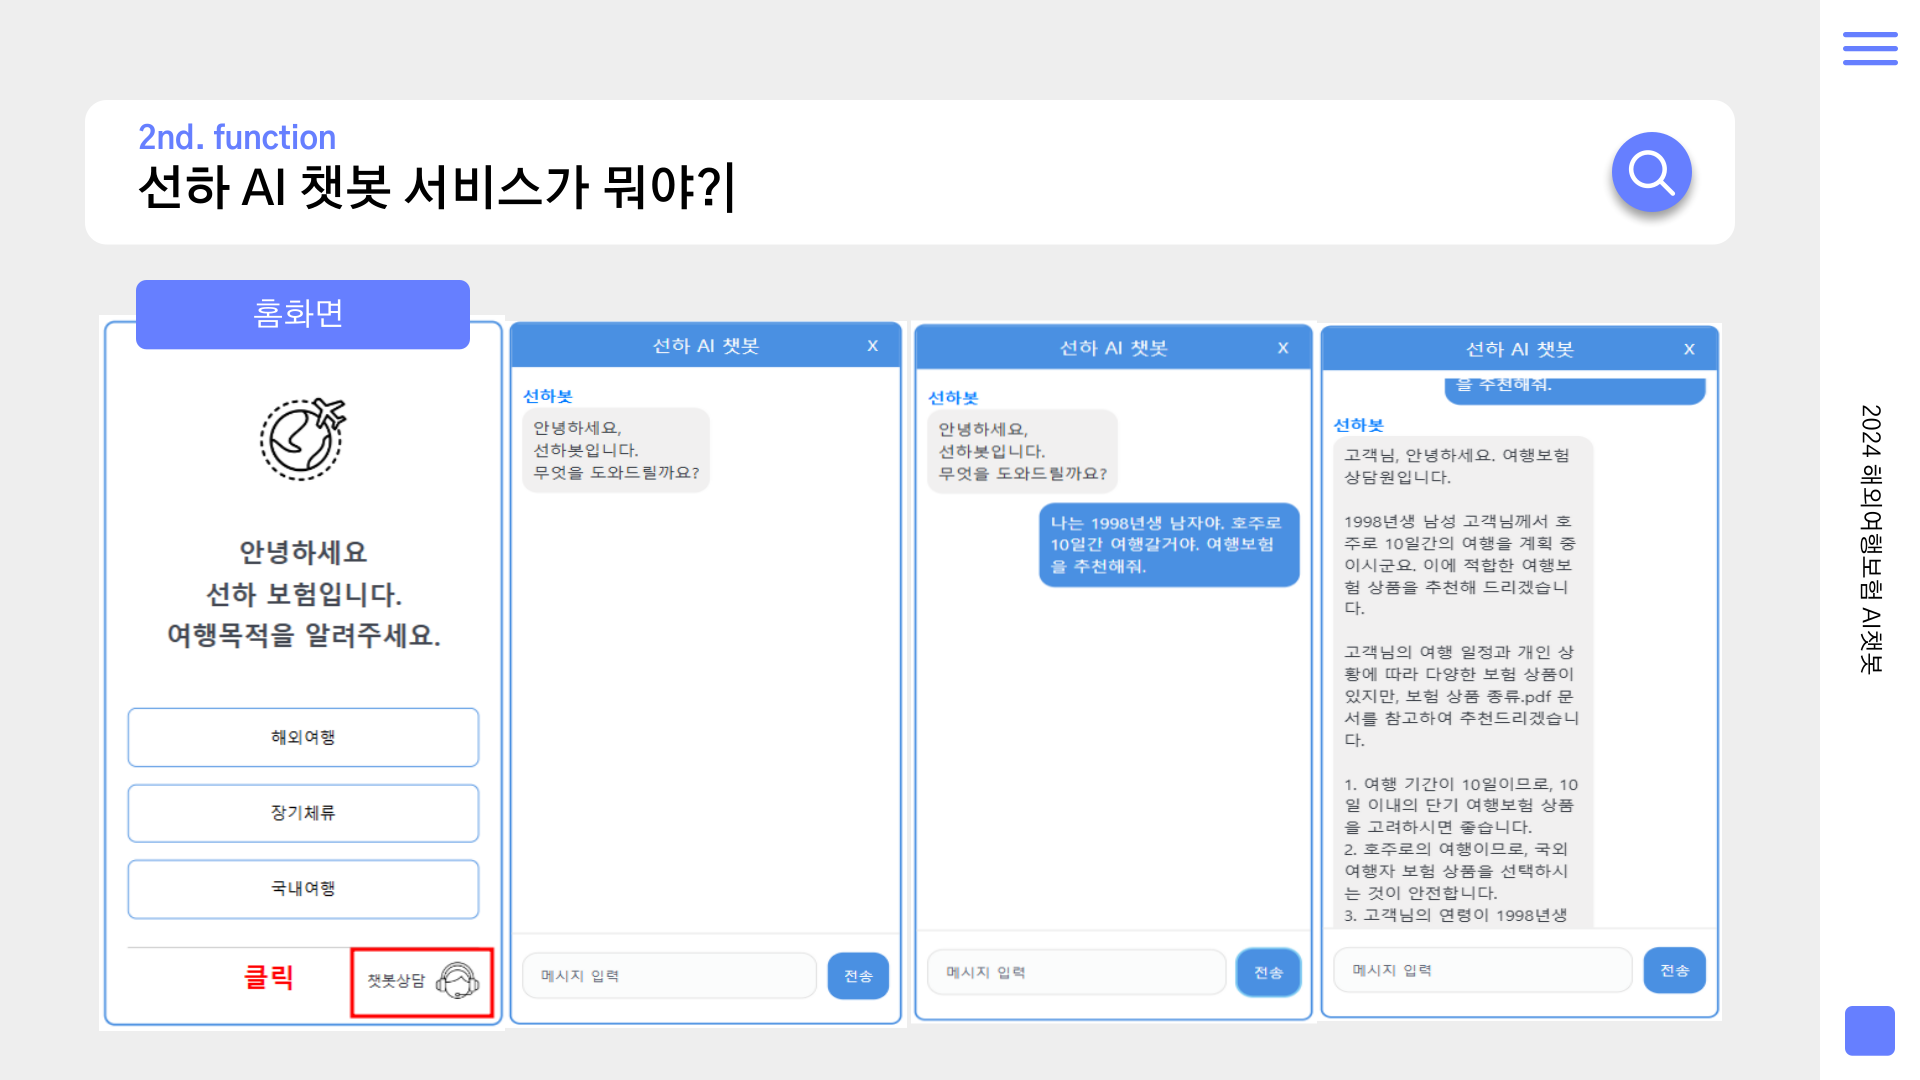 2nd. function
선하 AI 챗봇 서비스가 뭐야?
홈화면
안녕하세요
선하 보험입니다.
여행목적을 알려주세요.
해외여행
장기체류
국내여행
클릭
챗봇상담
선하 AI 챗봇 X
선하봇
안녕하세요,
선하봇입니다.
무엇을 도와드릴까요?
메시지 입력
전송
선하 AI 챗봇 X
선하봇
안녕하세요,
선하봇입니다.
무엇을 도와드릴까요?
나는 1998년생 남자야. 호주로
10일간 여행갈거야. 여행보험
을 추천해줘.
메시지 입력
전송
선하 AI 챗봇 X
을 추천해줘.
선하봇
고객님, 안녕하세요. 여행보험
상담원입니다.
1998년생 남성 고객님께서 호
주로 10일간의 여행을 계획 중
이시군요. 이에 적합한 여행보
험 상품을 추천해 드리겠습니
다.
고객님의 여행 일정과 개인 상
황에 따라 다양한 보험 상품이
있지만, 보험 상품 종류.pdf 문
서를 참고하여 추천드리겠습니
다.
1. 여행 기간이 10일이므로, 10
일 이내의 단기 여행보험 상품
을 고려하시면 좋습니다.
2. 호주로의 여행이므로, 국외
여행자 보험 상품을 선택하시
는 것이 안전합니다.
3. 고객님의 연령이 1998년생
메시지 입력
전송
2024 해외여행보험 AI챗봇